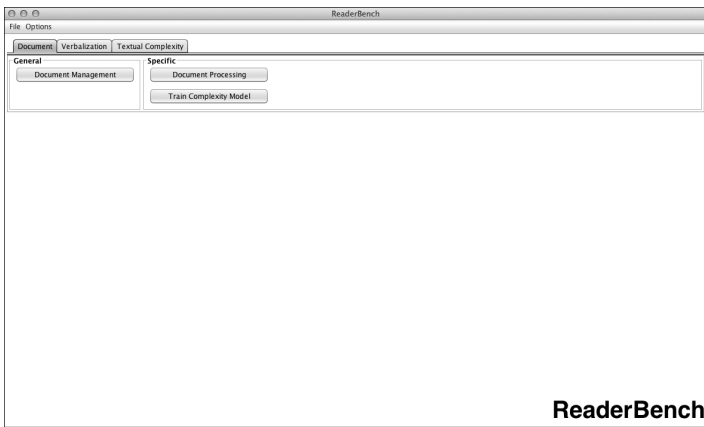 ReaderBench
File Options
Document Verbalization Textual Complexity
General Specific
Document Management Document Processing
Train Complexity Model
ReaderBench